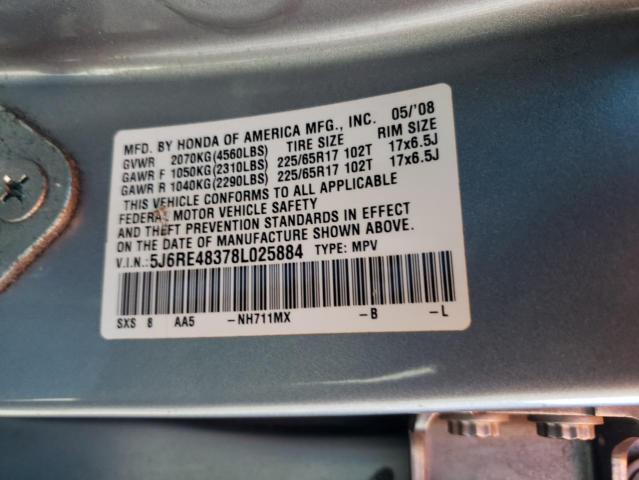 MFD. BY HONDA OF AMERICA MFG., INC. 05/'08
GVWR 2070KG(4560LBS) TIRE SIZE RIM SIZE
GAWR F 1050KG(2310LBS) 225/65R17 102T 17x6.5J
GAWR R 1040KG(2290LBS) 225/65R17 102T 17x6.5J
THIS VEHICLE CONFORMS TO ALL APPLICABLE
FEDERAL MOTOR VEHICLE SAFETY
AND THEFT PREVENTION STANDARDS IN EFFECT
ON THE DATE OF MANUFACTURE SHOWN ABOVE.
V.I.N.: 5J6RE48378L025884 TYPE: MPV
SXS 8 AA5 -NH711MX -B -L